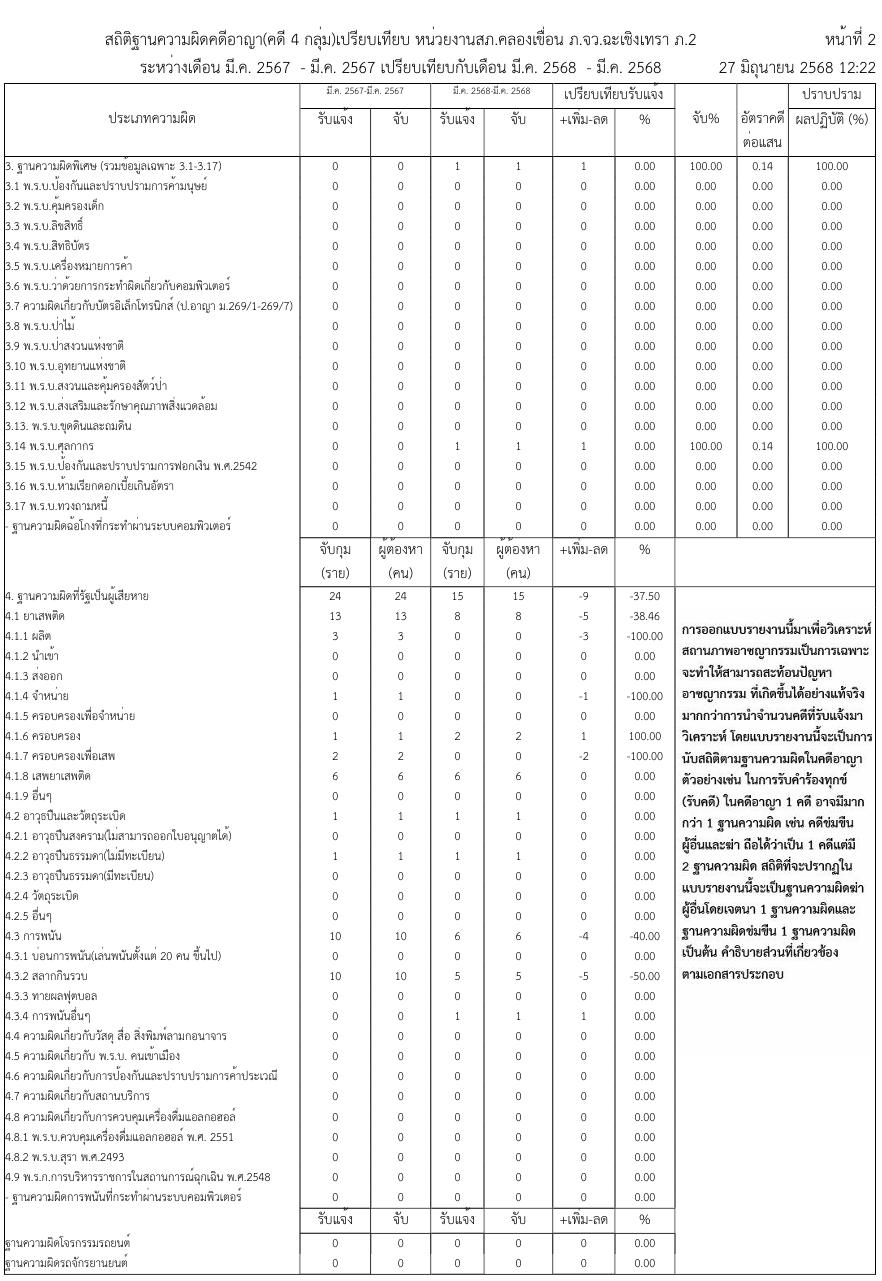 สถิติฐานความผิดคดีอาญา(คดี 4 กลุ่ม)เปรียบเทียบ หน่วยงานสภ.คลองเขื่อน ภ.จว.ฉะเชิงเทรา ภ.2 หน้าที่ 2
ระหว่างเดือน มี.ค. 2567 - มี.ค. 2567 เปรียบเทียบกับเดือน มี.ค. 2568 - มี.ค. 2568 27 มิถุนายน 2568 12:22
มี.ค. 2567-มี.ค. 2567 มี.ค. 2568-มี.ค. 2568 เปรียบเทียบรับแจ้ง ปราบปราม
ประเภทความผิด รับแจ้ง จับ รับแจ้ง จับ +เพิ่ม-ลด % จับ% อัตราคดี ผลปฏิบัติ (%)
ต่อแสน
3. ฐานความผิดพิเศษ (รวมข้อมูลเฉพาะ 3.1-3.17) 0 0 1 1 1 0.00 100.00 0.14 100.00
3.1 พ.ร.บ.ป้องกันและปราบปรามการค้ามนุษย์ 0 0 0 0 0 0.00 0.00 0.00 0.00
3.2 พ.ร.บ.คุ้มครองเด็ก 0 0 0 0 0 0.00 0.00 0.00 0.00
3.3 พ.ร.บ.ลิขสิทธิ์ 0 0 0 0 0 0.00 0.00 0.00 0.00
3.4 พ.ร.บ.สิทธิบัตร 0 0 0 0 0 0.00 0.00 0.00 0.00
3.5 พ.ร.บ.เครื่องหมายการค้า 0 0 0 0 0 0.00 0.00 0.00 0.00
3.6 พ.ร.บ.ว่าด้วยการกระทำผิดเกี่ยวกับคอมพิวเตอร์ 0 0 0 0 0 0.00 0.00 0.00 0.00
3.7 ความผิดเกี่ยวกับบัตรอิเล็กโทรนิกส์ (ป.อาญา ม.269/1-269/7) 0 0 0 0 0 0.00 0.00 0.00 0.00
3.8 พ.ร.บ.ป่าไม้ 0 0 0 0 0 0.00 0.00 0.00 0.00
3.9 พ.ร.บ.ป่าสงวนแห่งชาติ 0 0 0 0 0 0.00 0.00 0.00 0.00
3.10 พ.ร.บ.อุทยานแห่งชาติ 0 0 0 0 0 0.00 0.00 0.00 0.00
3.11 พ.ร.บ.สงวนและคุ้มครองสัตว์ป่า 0 0 0 0 0 0.00 0.00 0.00 0.00
3.12 พ.ร.บ.ส่งเสริมและรักษาคุณภาพสิ่งแวดล้อม 0 0 0 0 0 0.00 0.00 0.00 0.00
3.13. พ.ร.บ.ขุดดินและถมดิน 0 0 0 0 0 0.00 0.00 0.00 0.00
3.14 พ.ร.บ.ศุลกากร 0 0 1 1 1 0.00 100.00 0.14 100.00
3.15 พ.ร.บ.ป้องกันและปราบปรามการฟอกเงิน พ.ศ.2542 0 0 0 0 0 0.00 0.00 0.00 0.00
3.16 พ.ร.บ.ห้ามเรียกดอกเบี้ยเกินอัตรา 0 0 0 0 0 0.00 0.00 0.00 0.00
3.17 พ.ร.บ.ทวงถามหนี้ 0 0 0 0 0 0.00 0.00 0.00 0.00
- ฐานความผิดฉ้อโกงที่กระทำผ่านระบบคอมพิวเตอร์ 0 0 0 0 0 0.00 0.00 0.00 0.00
จับกุม ผู้ต้องหา จับกุม ผู้ต้องหา +เพิ่ม-ลด %
(ราย) (คน) (ราย) (คน)
4. ฐานความผิดที่รัฐเป็นผู้เสียหาย 24 24 15 15 -9 -37.50
4.1 ยาเสพติด 13 13 8 8 -5 -38.46
4.1.1 ผลิต 3 3 0 0 -3 -100.00
4.1.2 นำเข้า 0 0 0 0 0 0.00
4.1.3 ส่งออก 0 0 0 0 0 0.00
4.1.4 จำหน่าย 1 1 0 0 -1 -100.00
4.1.5 ครอบครองเพื่อจำหน่าย 0 0 0 0 0 0.00
4.1.6 ครอบครอง 1 1 2 2 1 100.00
4.1.7 ครอบครองเพื่อเสพ 2 2 0 0 -2 -100.00
4.1.8 เสพยาเสพติด 6 6 6 6 0 0.00
4.1.9 อื่นๆ 0 0 0 0 0 0.00
4.2 อาวุธปืนและวัตถุระเบิด 1 1 1 1 0 0.00
4.2.1 อาวุธปืนสงคราม(ไม่สามารถออกใบอนุญาตได้) 0 0 0 0 0 0.00
4.2.2 อาวุธปืนธรรมดา(ไม่มีทะเบียน) 1 1 1 1 0 0.00
4.2.3 อาวุธปืนธรรมดา(มีทะเบียน) 0 0 0 0 0 0.00
4.2.4 วัตถุระเบิด 0 0 0 0 0 0.00
4.2.5 อื่นๆ 0 0 0 0 0 0.00
4.3 การพนัน 10 10 6 6 -4 -40.00
4.3.1 บ่อนการพนัน(เล่นพนันตั้งแต่ 20 คน ขึ้นไป) 0 0 0 0 0 0.00
4.3.2 สลากกินรวบ 10 10 5 5 -5 -50.00
4.3.3 ทายผลฟุตบอล 0 0 0 0 0 0.00
4.3.4 การพนันอื่นๆ 0 0 1 1 1 0.00
4.4 ความผิดเกี่ยวกับวัสดุ สื่อ สิ่งพิมพ์ลามกอนาจาร 0 0 0 0 0 0.00
4.5 ความผิดเกี่ยวกับ พ.ร.บ. คนเข้าเมือง 0 0 0 0 0 0.00
4.6 ความผิดเกี่ยวกับการป้องกันและปราบปรามการค้าประเวณี 0 0 0 0 0 0.00
4.7 ความผิดเกี่ยวกับสถานบริการ 0 0 0 0 0 0.00
4.8 ความผิดเกี่ยวกับการควบคุมเครื่องดื่มแอลกอฮอล์ 0 0 0 0 0 0.00
4.8.1 พ.ร.บ.ควบคุมเครื่องดื่มแอลกอฮอล์ พ.ศ. 2551 0 0 0 0 0 0.00
4.8.2 พ.ร.บ.สุรา พ.ศ.2493 0 0 0 0 0 0.00
4.9 พ.ร.ก.การบริหารราชการในสถานการณ์ฉุกเฉิน พ.ศ.2548 0 0 0 0 0 0.00
- ฐานความผิดการพนันที่กระทำผ่านระบบคอมพิวเตอร์ 0 0 0 0 0 0.00
รับแจ้ง จับ รับแจ้ง จับ +เพิ่ม-ลด %
ฐานความผิดโจรกรรมรถยนต์ 0 0 0 0 0 0.00
ฐานความผิดรถจักรยานยนต์ 0 0 0 0 0 0.00
การออกแบบรายงานนี้มาเพื่อวิเคราะห์
สถานภาพอาชญากรรมเป็นการเฉพาะ
จะทำให้สามารถสะท้อนปัญหา
อาชญากรรม ที่เกิดขึ้นได้อย่างแท้จริง
มากกว่าการนำจำนวนคดีที่รับแจ้งมา
วิเคราะห์ โดยแบบรายงานนี้จะเป็นการ
นับสถิติตามฐานความผิดในคดีอาญา
ตัวอย่างเช่น ในการรับคำร้องทุกข์
(รับคดี) ในคดีอาญา 1 คดี อาจมีมาก
กว่า 1 ฐานความผิด เช่น คดีข่มขืน
ผู้อื่นและฆ่า ถือได้ว่าเป็น 1 คดีแต่มี
2 ฐานความผิด สถิติที่จะปรากฏใน
แบบรายงานนี้จะเป็นฐานความผิดฆ่า
ผู้อื่นโดยเจตนา 1 ฐานความผิดและ
ฐานความผิดข่มขืน 1 ฐานความผิด
เป็นต้น คำธิบายส่วนที่เกี่ยวข้อง
ตามเอกสารประกอบ